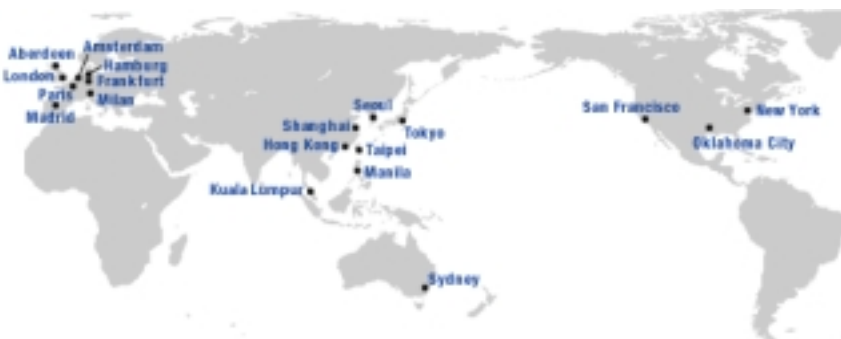 Amsterdam
Aberdeen
Hamburg
London
Frankfurt
Paris
Milan
Madrid
Seoul
San Francisco
New York
Shanghai
Tokyo
Oklahoma City
Hong Kong
Taipei
Manila
Kuala Lumpur
Sydney